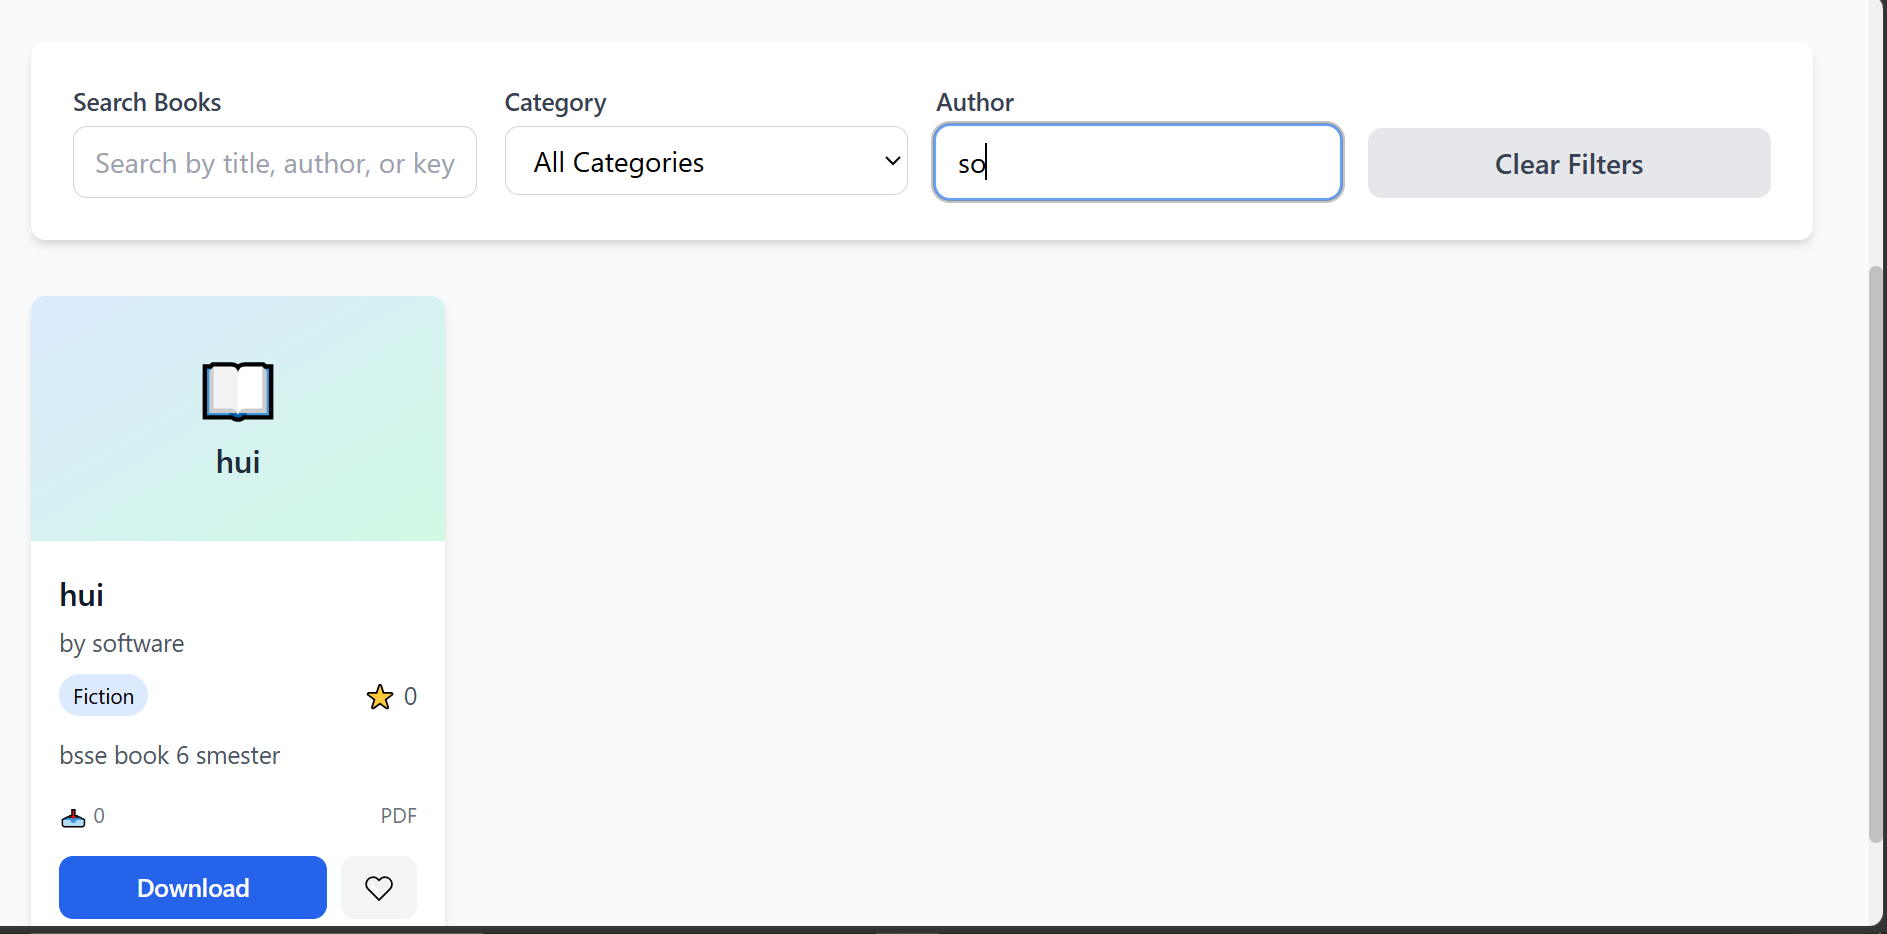 Search Books
Category
Author
Search by title, author, or key
All Categories
so
Clear Filters
hui
hui
by software
Fiction
0
bsse book 6 smester
0
PDF
Download